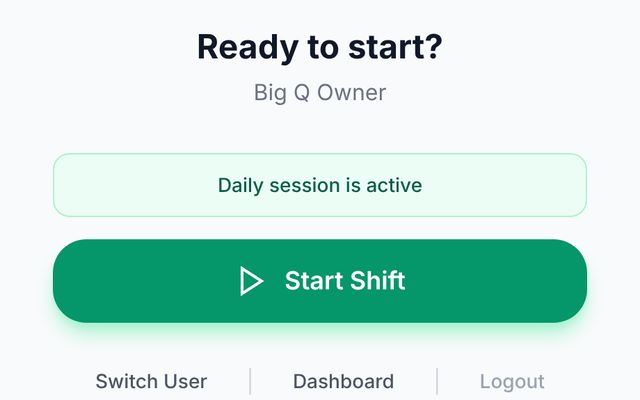 Ready to start?
Big Q Owner
Daily session is active
Start Shift
Switch User
Dashboard
Logout